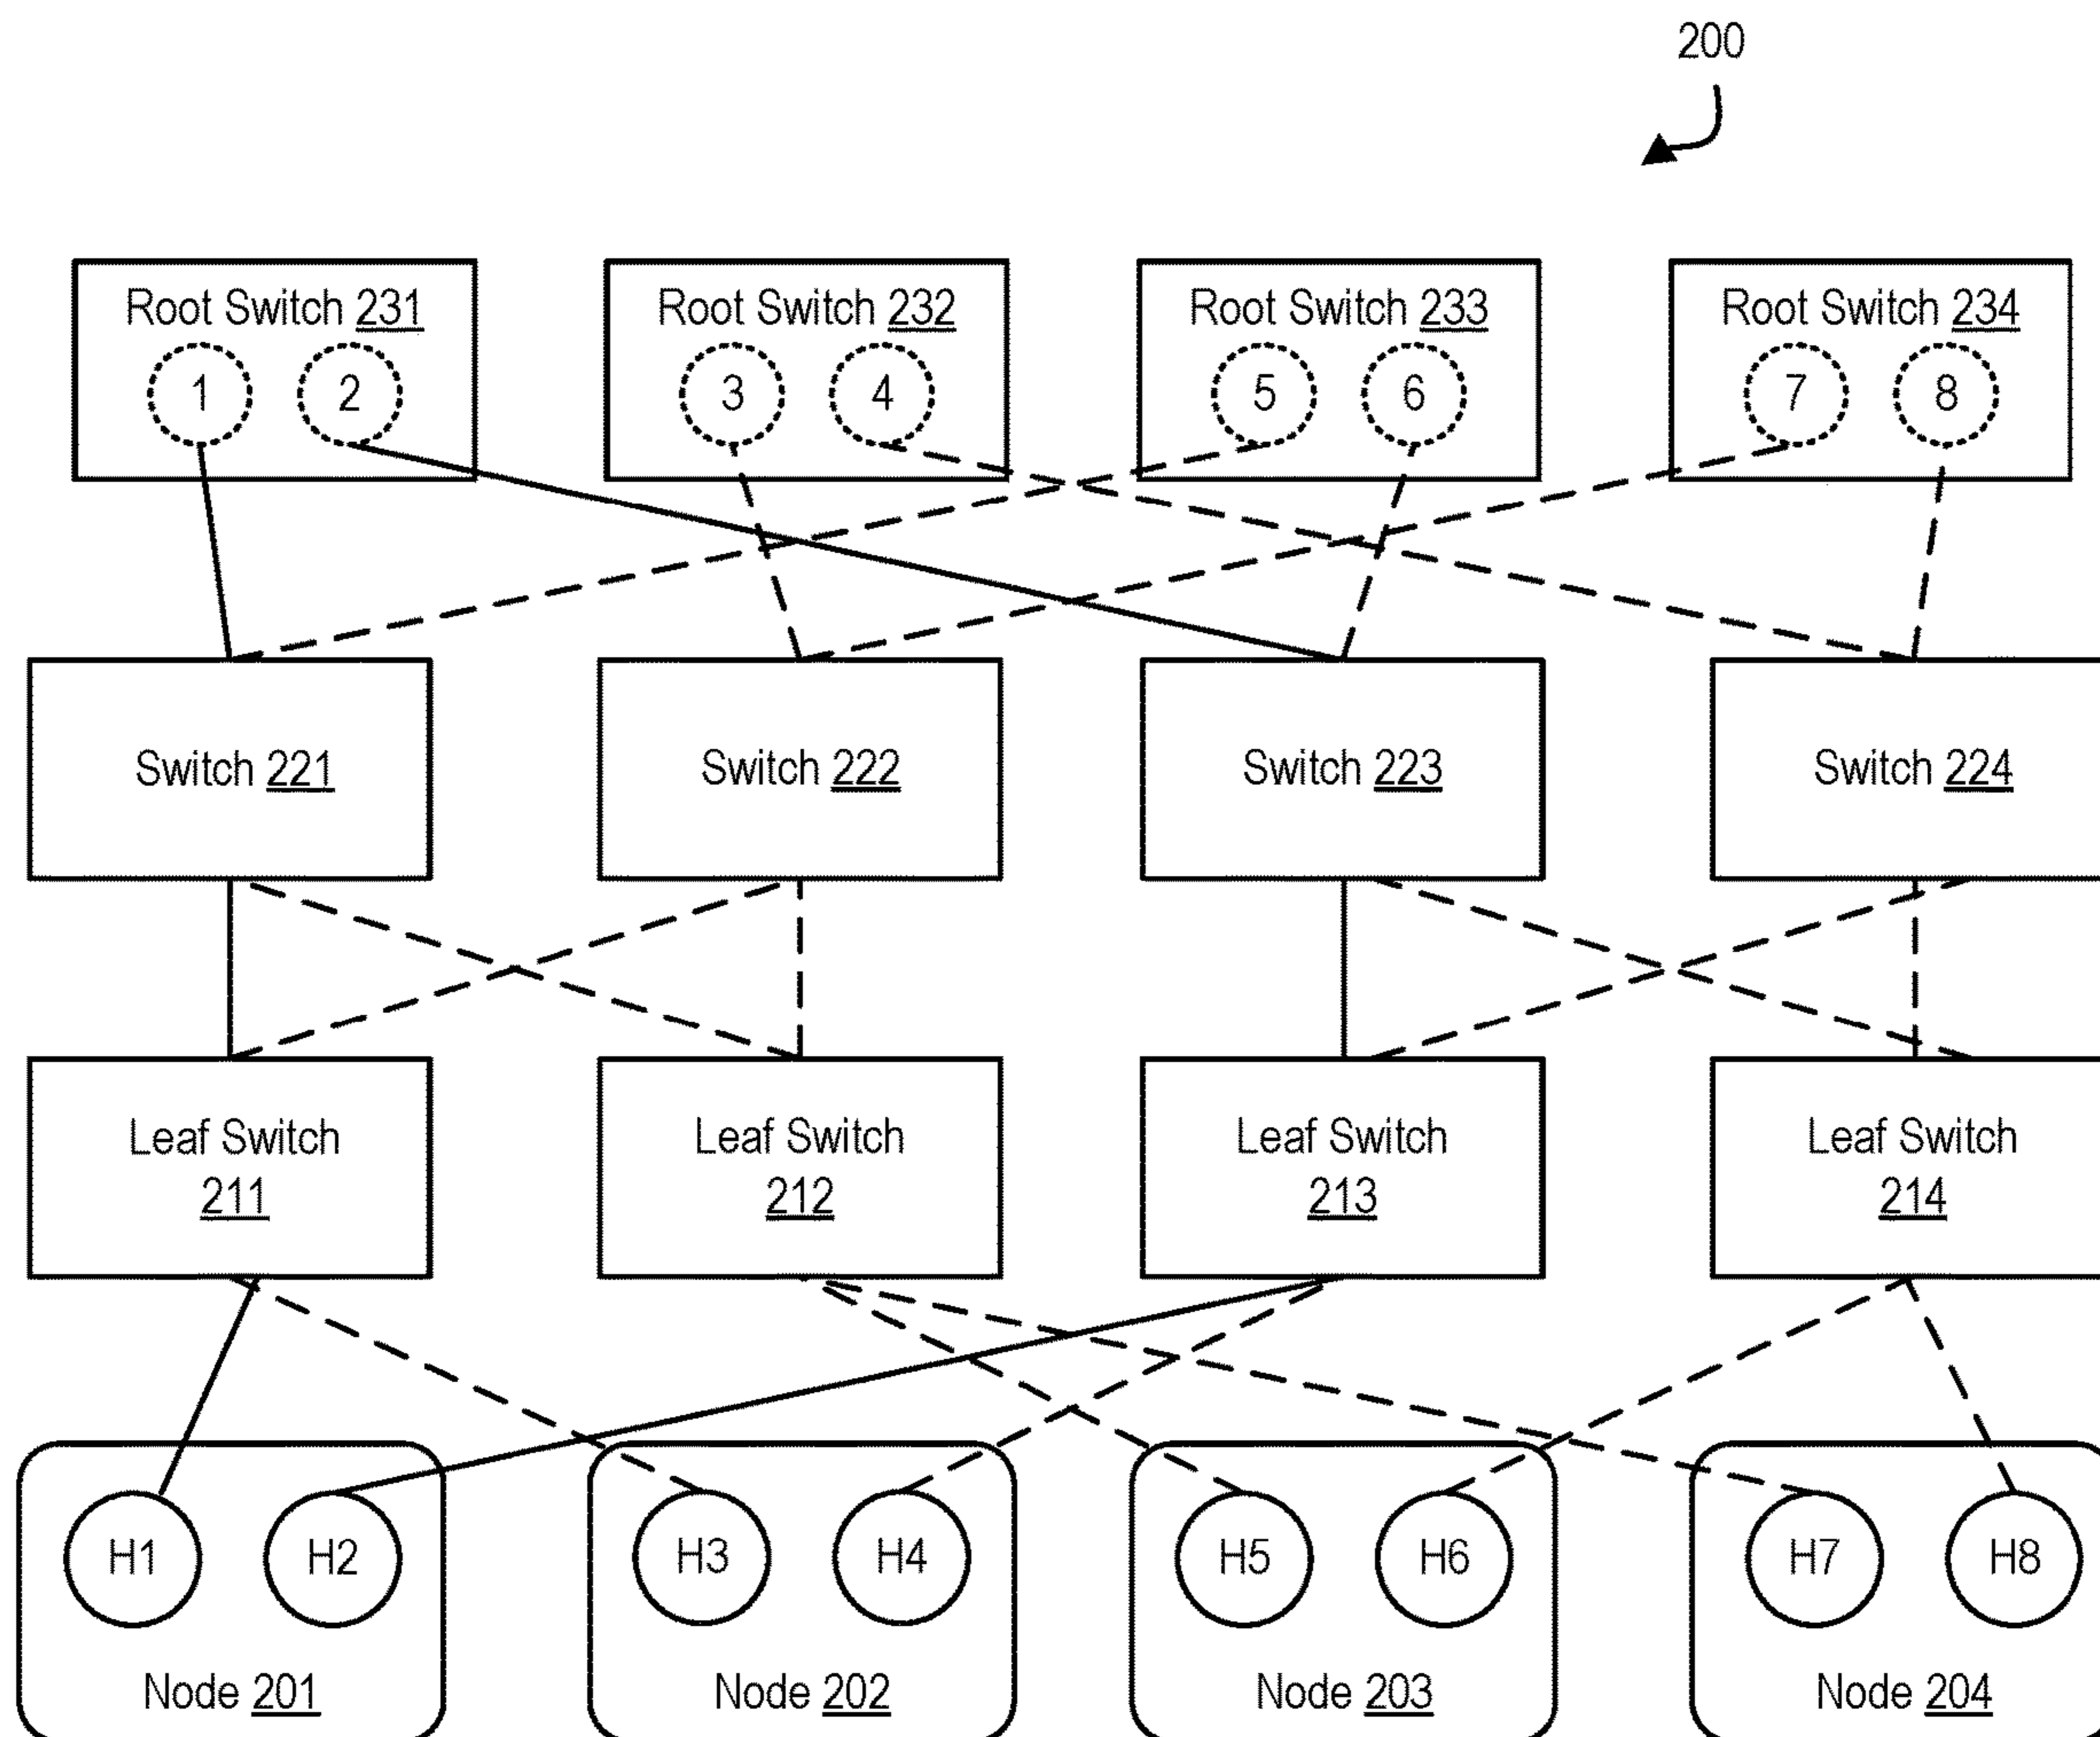 200
Root Switch 231
Root Switch 232
Root Switch 233
Root Switch 234
1
2
3
4
5
6
7
8
Switch 221
Switch 222
Switch 223
Switch 224
Leaf Switch
211
Leaf Switch
212
Leaf Switch
213
Leaf Switch
214
H1
H2
H3
H4
H5
H6
H7
H8
Node 201
Node 202
Node 203
Node 204